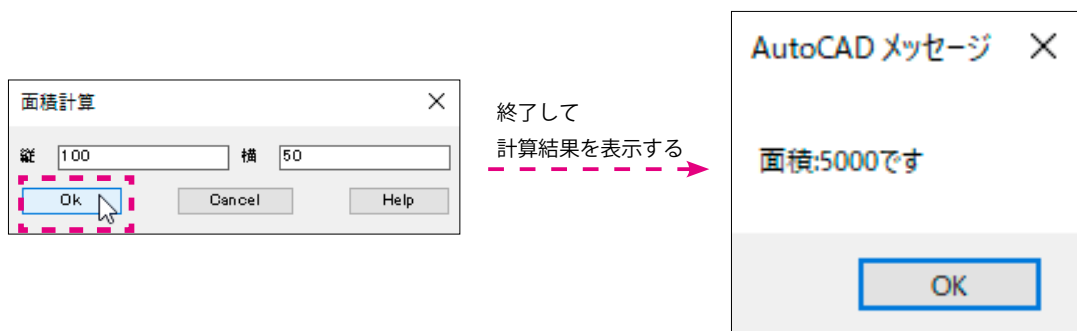 面積計算
縦 100 横 50
Ok Cancel Help
終了して
計算結果を表示する
AutoCAD メッセージ
面積:5000です
OK